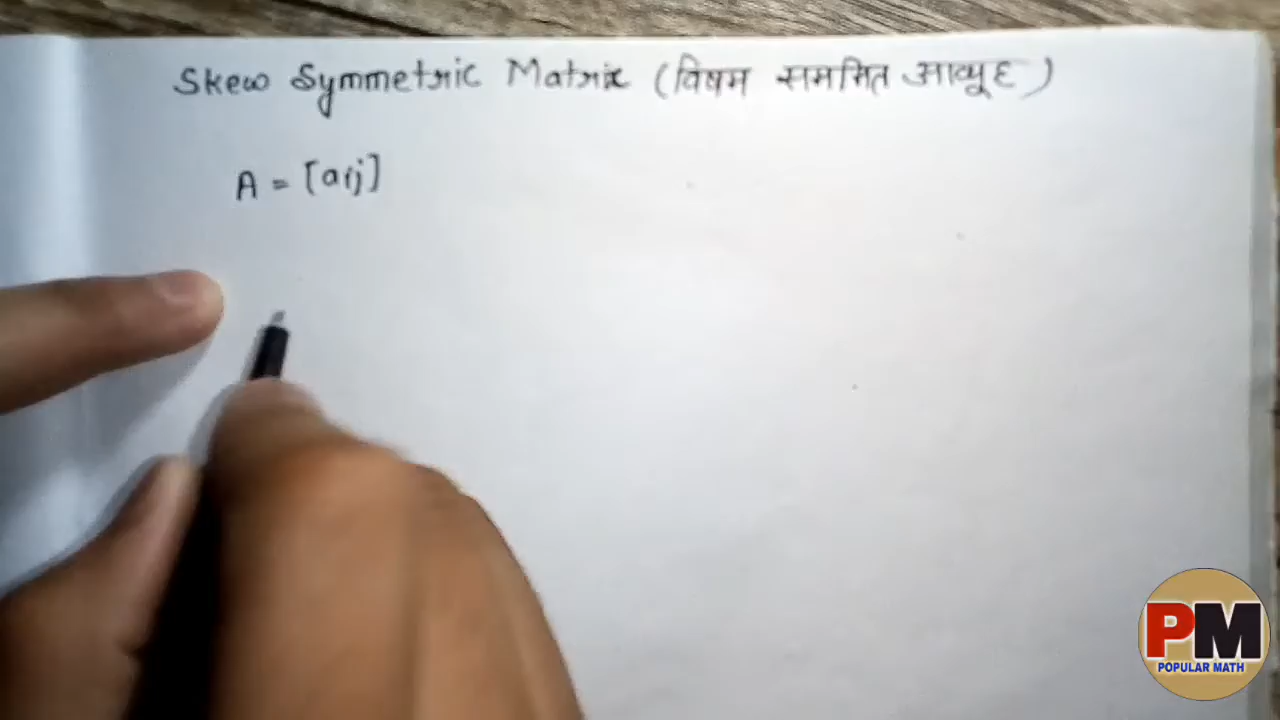 Skew Symmetric Matrix (विषम सममित आव्यूह)
A = [aij]
PM
POPULAR MATH